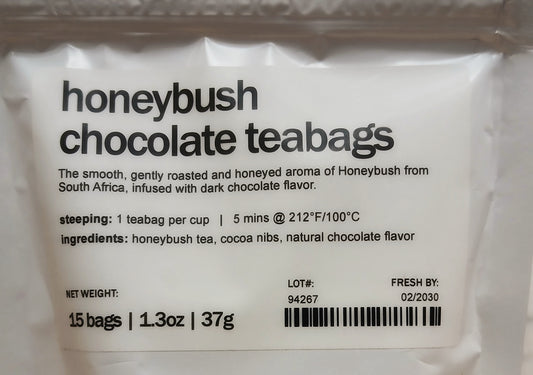 honeybush
chocolate teabags
The smooth, gently roasted and honeyed aroma of Honeybush from
South Africa, infused with dark chocolate flavor.
steeping: 1 teabag per cup | 5 mins @ 212°F/100°C
ingredients: honeybush tea, cocoa nibs, natural chocolate flavor
NET WEIGHT:
15 bags | 1.3oz | 37g
LOT#:
94267
FRESH BY:
02/2030